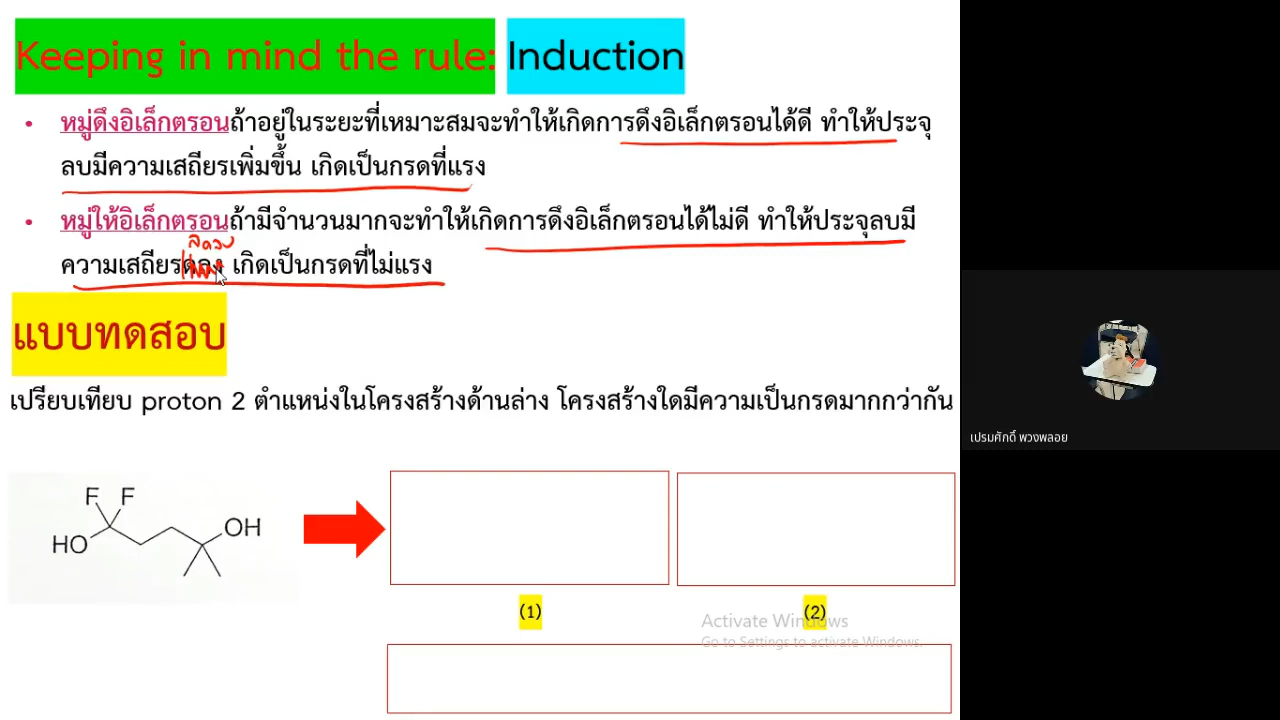 Keeping in mind the rule: Induction
• หมู่ดึงอิเล็กตรอนถ้าอยู่ในระยะที่เหมาะสมจะทำให้เกิดการดึงอิเล็กตรอนได้ดี ทำให้ประจุ
ลบมีความเสถียรเพิ่มขึ้น เกิดเป็นกรดที่แรง
• หมู่ให้อิเล็กตรอนถ้ามีจำนวนมากจะทำให้เกิดการดึงอิเล็กตรอนได้ไม่ดี ทำให้ประจุลบมี
ลดลง
ความเสถียรดลง เกิดเป็นกรดที่ไม่แรง
แบบทดสอบ
เปรียบเทียบ proton 2 ตำแหน่งในโครงสร้างด้านล่าง โครงสร้างใดมีความเป็นกรดมากกว่ากัน
เปรมศักดิ์ พวงพลอย
F F
HO OH
(1) (2)
Activate Windows
Go to Settings to activate Windows.